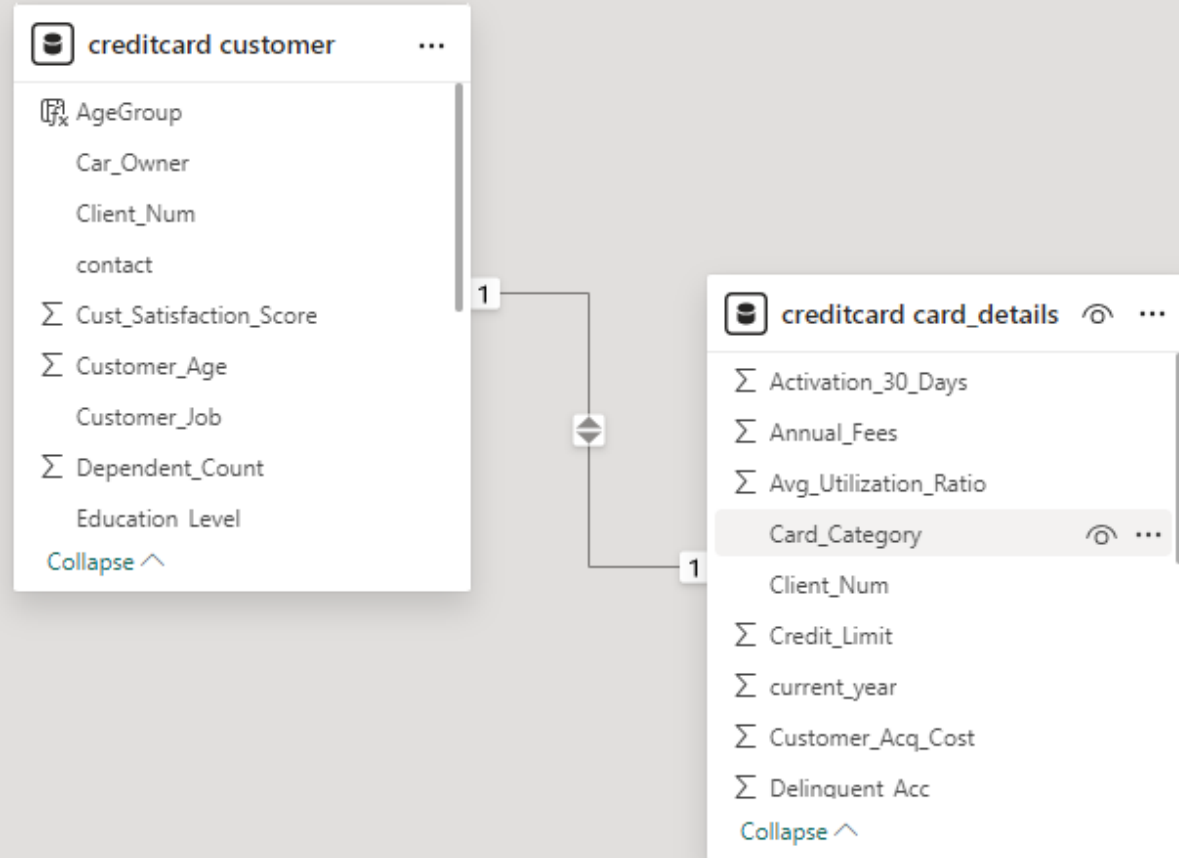 creditcard customer
AgeGroup
Car_Owner
Client_Num
contact
Cust_Satisfaction_Score
Customer_Age
Customer_Job
Dependent_Count
Education_Level
Collapse
1
1
creditcard card_details
Activation_30_Days
Annual_Fees
Avg_Utilization_Ratio
Card_Category
Client_Num
Credit_Limit
current_year
Customer_Acq_Cost
Delinquent_Acc
Collapse